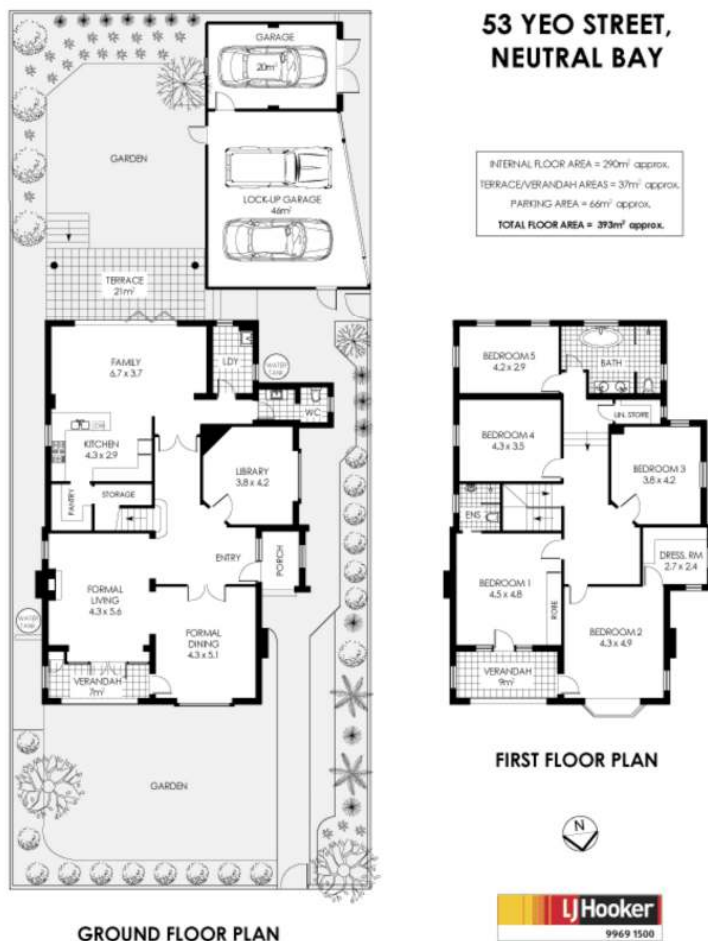 53 YEO STREET,
NEUTRAL BAY
INTERNAL FLOOR AREA = 290m² approx.
TERRACE/VERANDAH AREAS = 37m² approx.
PARKING AREA = 66m² approx.
TOTAL FLOOR AREA = 393m² approx.
GARAGE
20m²
GARDEN
LOCK-UP GARAGE
46m²
TERRACE
21m²
FAMILY
6.7 x 3.7
LDY
WATER
TANK
WC
KITCHEN
4.3 x 2.9
LIBRARY
3.8 x 4.2
PANTRY
STORAGE
ENTRY
PORCH
FORMAL
LIVING
4.3 x 5.6
WATER
TANK
FORMAL
DINING
4.3 x 5.1
VERANDAH
7m²
GARDEN
GROUND FLOOR PLAN
BEDROOM 5
4.2 x 2.9
BATH
LIN. STORE
BEDROOM 4
4.3 x 3.5
BEDROOM 3
3.8 x 4.2
ENS
DRESS. RM
2.7 x 2.4
BEDROOM 1
4.5 x 4.8
ROBE
BEDROOM 2
4.3 x 4.9
VERANDAH
9m²
FIRST FLOOR PLAN
N
LJ Hooker
9969 1500